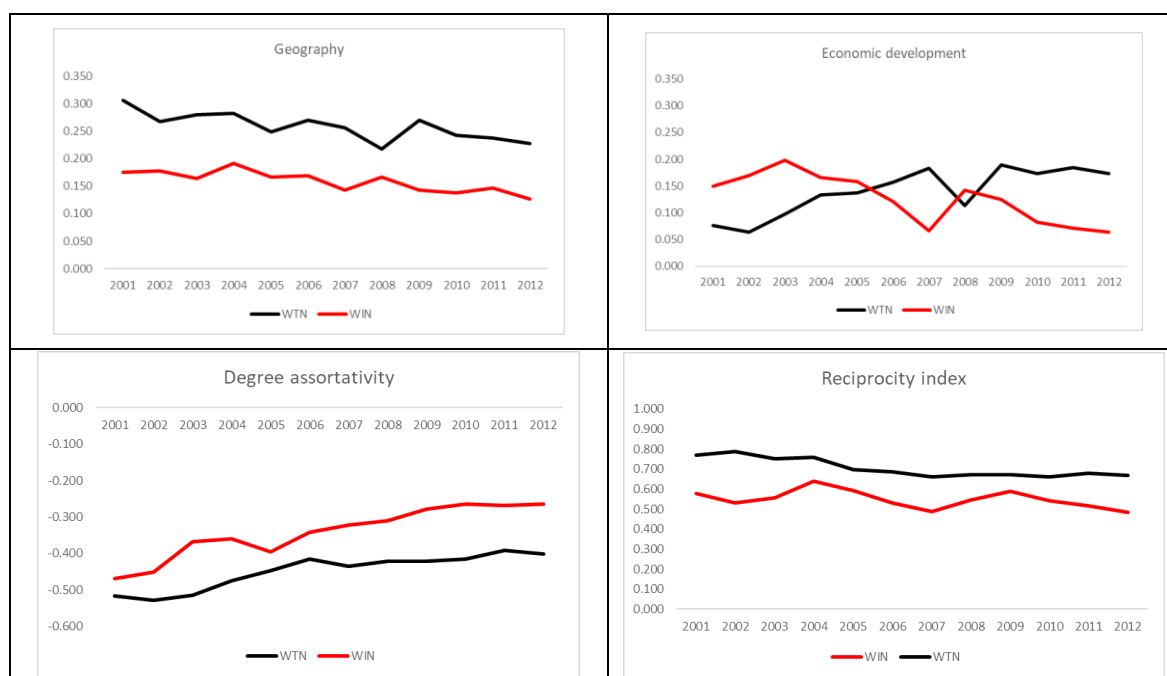 Geography
0.350
0.300
0.250
0.200
0.150
0.100
0.050
0.000
2001 2002 2003 2004 2005 2006 2007 2008 2009 2010 2011 2012
WTN WIN
Economic development
0.350
0.300
0.250
0.200
0.150
0.100
0.050
0.000
2001 2002 2003 2004 2005 2006 2007 2008 2009 2010 2011 2012
WTN WIN
Degree assortativity
0.000
2001 2002 2003 2004 2005 2006 2007 2008 2009 2010 2011 2012
-0.100
-0.200
-0.300
-0.400
-0.500
-0.600
WTN WIN
Reciprocity index
1.000
0.900
0.800
0.700
0.600
0.500
0.400
0.300
0.200
0.100
0.000
2001 2002 2003 2004 2005 2006 2007 2008 2009 2010 2011 2012
WIN WTN